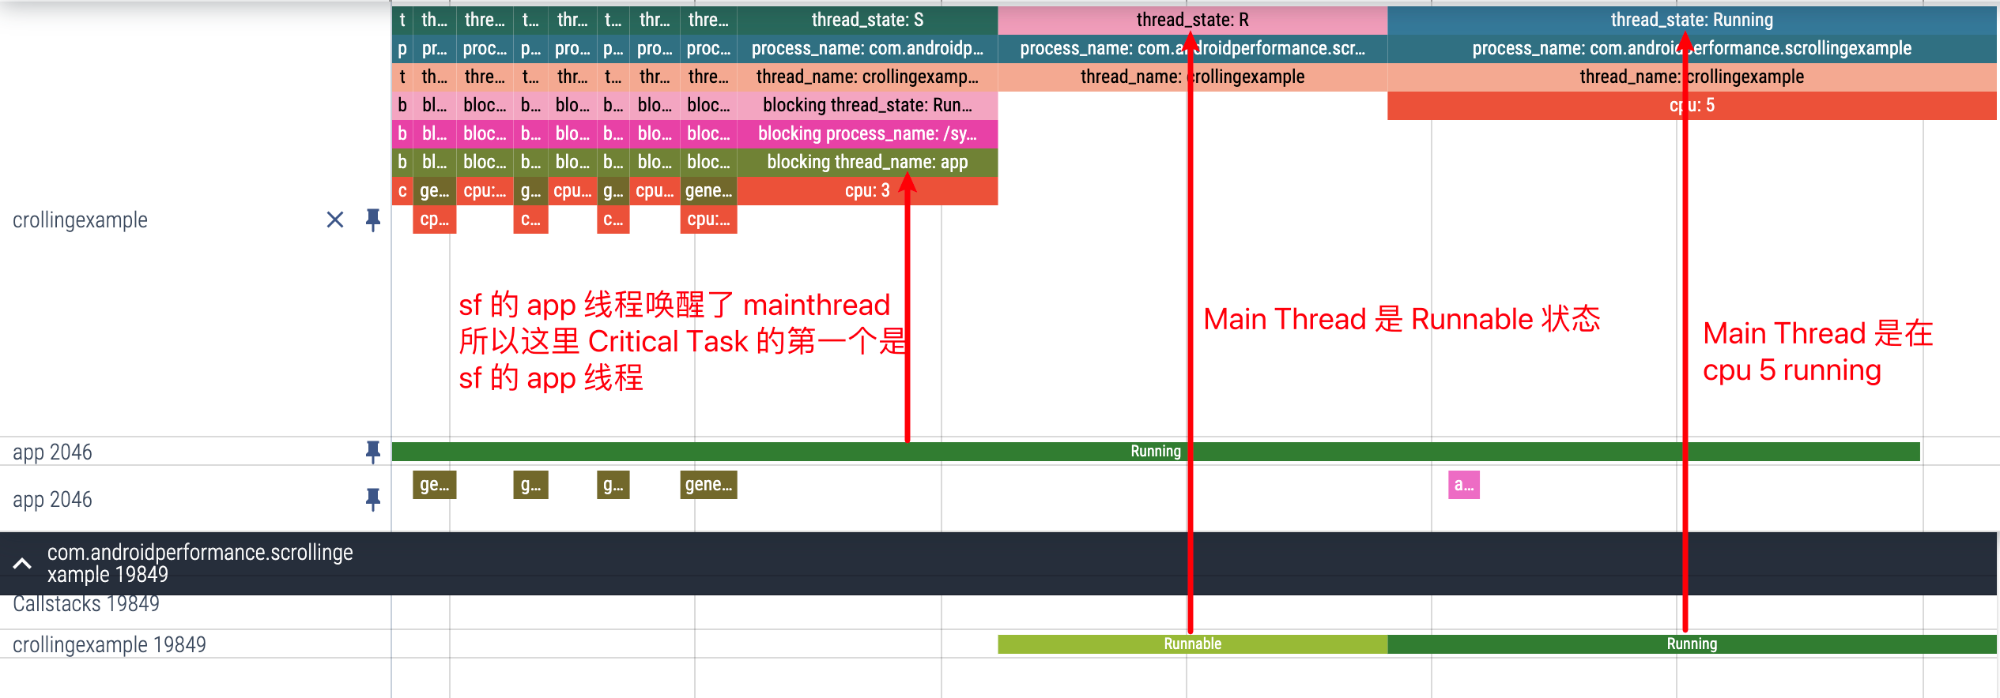 t th... thre... t... thr... t... thr... thre... thread_state: S thread_state: R thread_state: Running
p pr... proc... p... pro... p... pro... proc... process_name: com.androidp... process_name: com.androidperformance.scr... process_name: com.androidperformance.scrollingexample
t th... thre... t... thr... t... thr... thre... thread_name: crollingexamp... thread_name: crollingexample thread_name: crollingexample
b bl... bloc... b... blo... b... blo... bloc... blocking thread_state: Run... cpu: 5
b bl... bloc... b... blo... b... blo... bloc... blocking process_name: /sy...
b bl... bloc... b... blo... b... blo... bloc... blocking thread_name: app
c ge... cpu:... g... cpu... g... cpu... gene... cpu: 3
crollingexample cp... c... c... cpu:...
sf 的 app 线程唤醒了 mainthread
所以这里 Critical Task 的第一个是
sf 的 app 线程
Main Thread 是 Runnable 状态
Main Thread 是在
cpu 5 running
app 2046 Running
app 2046 ge... g... g... gene... a...
com.androidperformance.scrollinge
xample 19849
Callstacks 19849
crollingexample 19849 Runnable Running